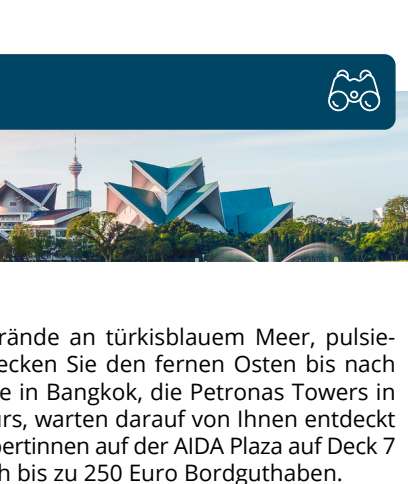 rände an türkisblauem Meer, pulsie-
ecken Sie den fernen Osten bis nach
e in Bangkok, die Petronas Towers in
urs, warten darauf von Ihnen entdeckt
pertinnen auf der AIDA Plaza auf Deck 7
h bis zu 250 Euro Bordguthaben.